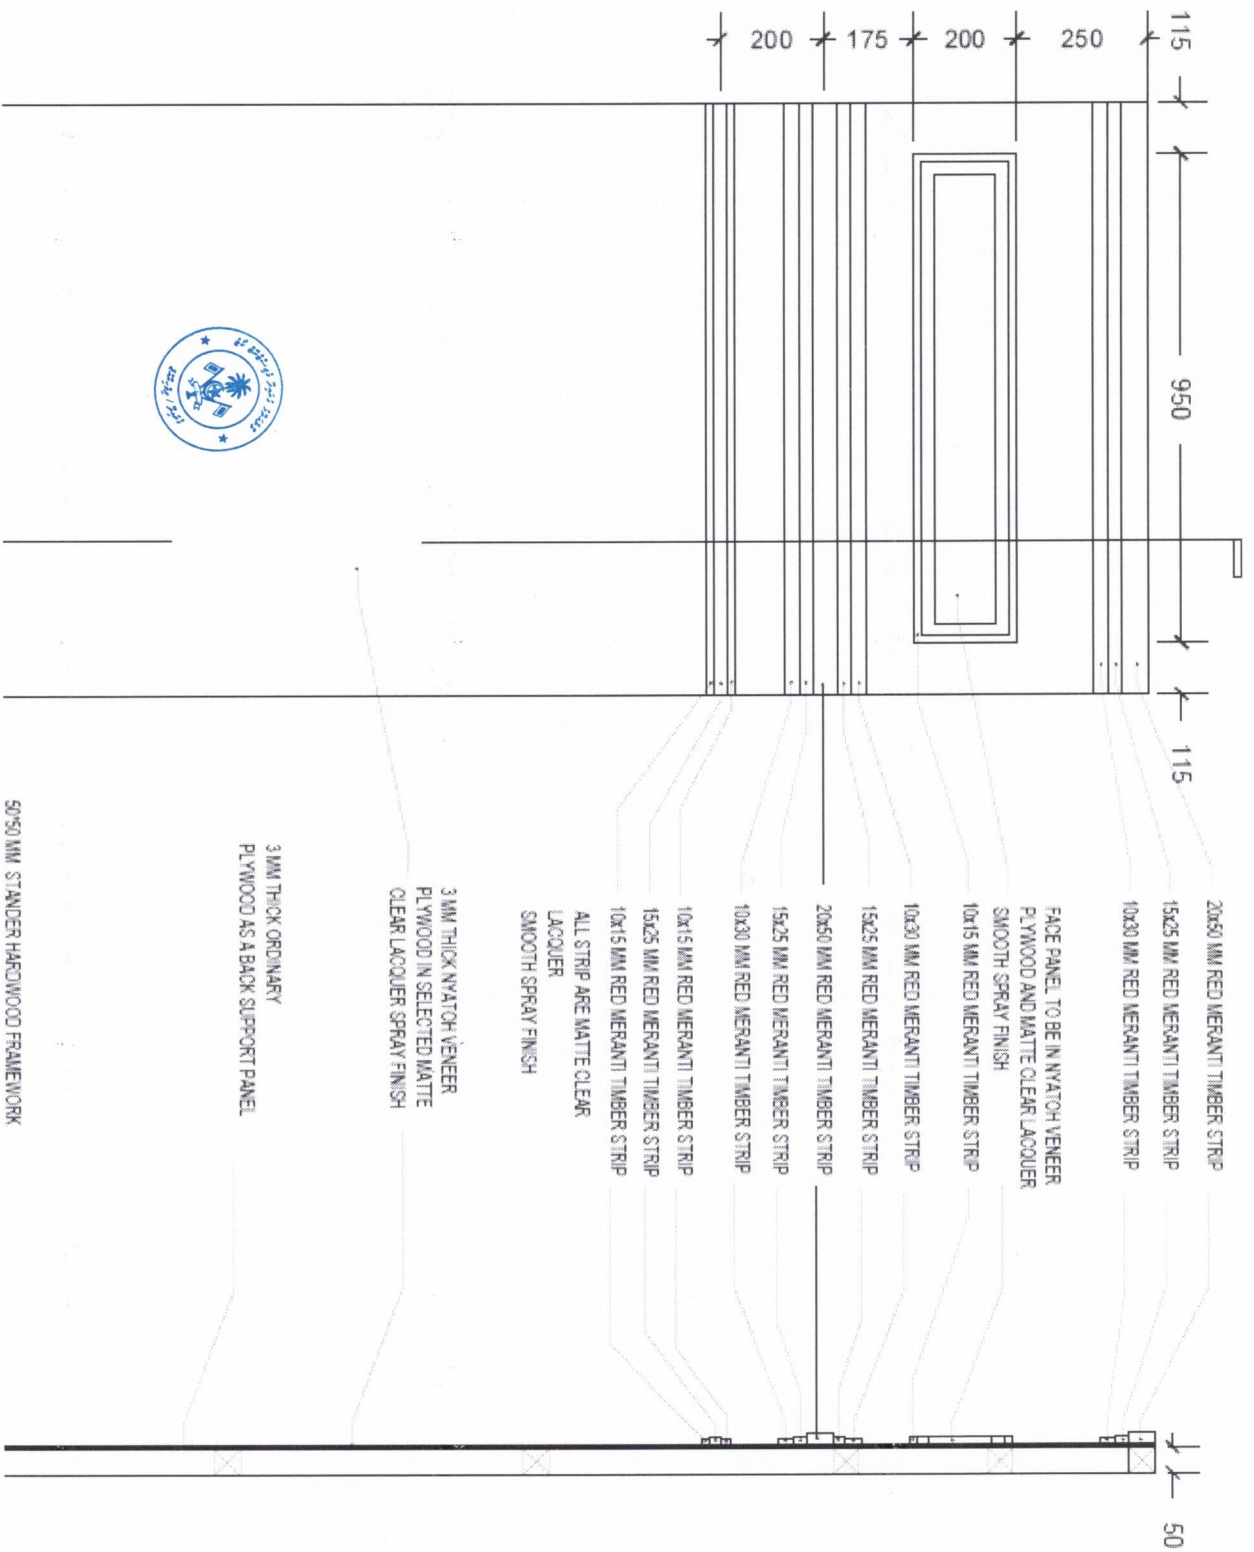 115
950
115
250
200
175
200
20x50 MM RED MERANTI TIMBER STRIP
15x25 MM RED MERANTI TIMBER STRIP
10x30 MM RED MERANTI TIMBER STRIP
FACE PANEL TO BE IN NYATOH VENEER
PLYWOOD AND MATTE CLEAR LACQUER
SMOOTH SPRAY FINISH
10x15 MM RED MERANTI TIMBER STRIP
10x30 MM RED MERANTI TIMBER STRIP
15x25 MM RED MERANTI TIMBER STRIP
20x50 MM RED MERANTI TIMBER STRIP
15x25 MM RED MERANTI TIMBER STRIP
10x30 MM RED MERANTI TIMBER STRIP
10x15 MM RED MERANTI TIMBER STRIP
15x25 MM RED MERANTI TIMBER STRIP
10x15 MM RED MERANTI TIMBER STRIP
ALL STRIP ARE MATTE CLEAR
LACQUER
SMOOTH SPRAY FINISH
3 MM THICK NYATOH VENEER
PLYWOOD IN SELECTED MATTE
CLEAR LACQUER SPRAY FINISH
3 MM THICK ORDINARY
PLYWOOD AS A BACK SUPPORT PANEL
50*50 MM STANDER HARDWOOD FRAMEWORK
50